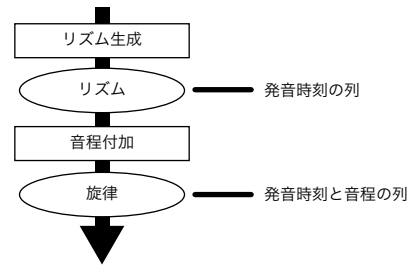 リズム生成
リズム
発音時刻の列
音程付加
旋律
発音時刻と音程の列